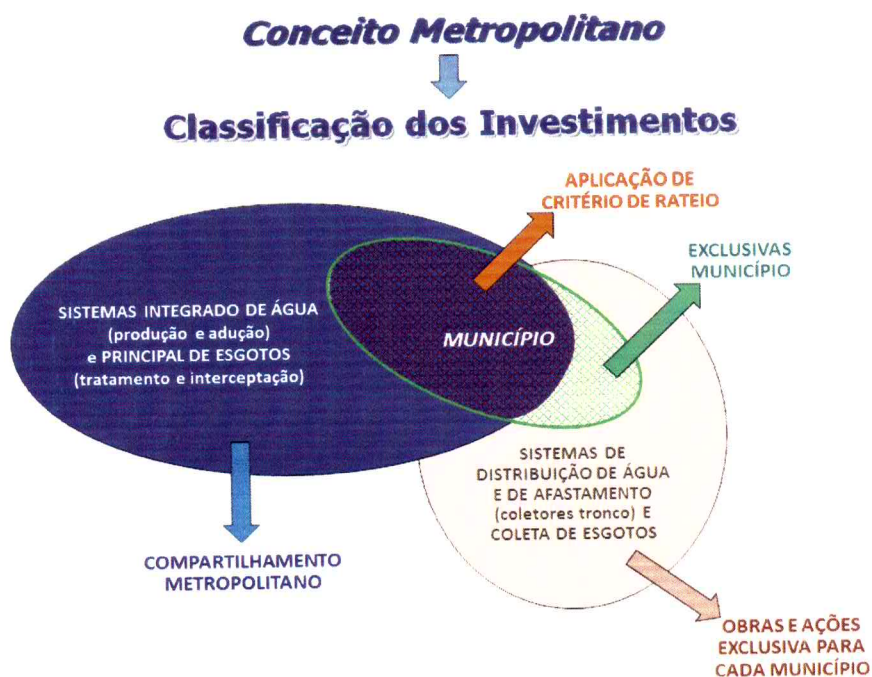 Conceito Metropolitano
Classificação dos Investimentos
APLICAÇÃO DE
CRITÉRIO DE RATEIO
EXCLUSIVAS
MUNICÍPIO
SISTEMAS INTEGRADO DE ÁGUA
(produção e adução)
e PRINCIPAL DE ESGOTOS
(tratamento e interceptação)
MUNICÍPIO
SISTEMAS DE
DISTRIBUIÇÃO DE ÁGUA
E DE AFASTAMENTO
(coletores tronco) E
COLETA DE ESGOTOS
COMPARTILHAMENTO
METROPOLITANO
OBRAS E AÇÕES
EXCLUSIVA PARA
CADA MUNICÍPIO